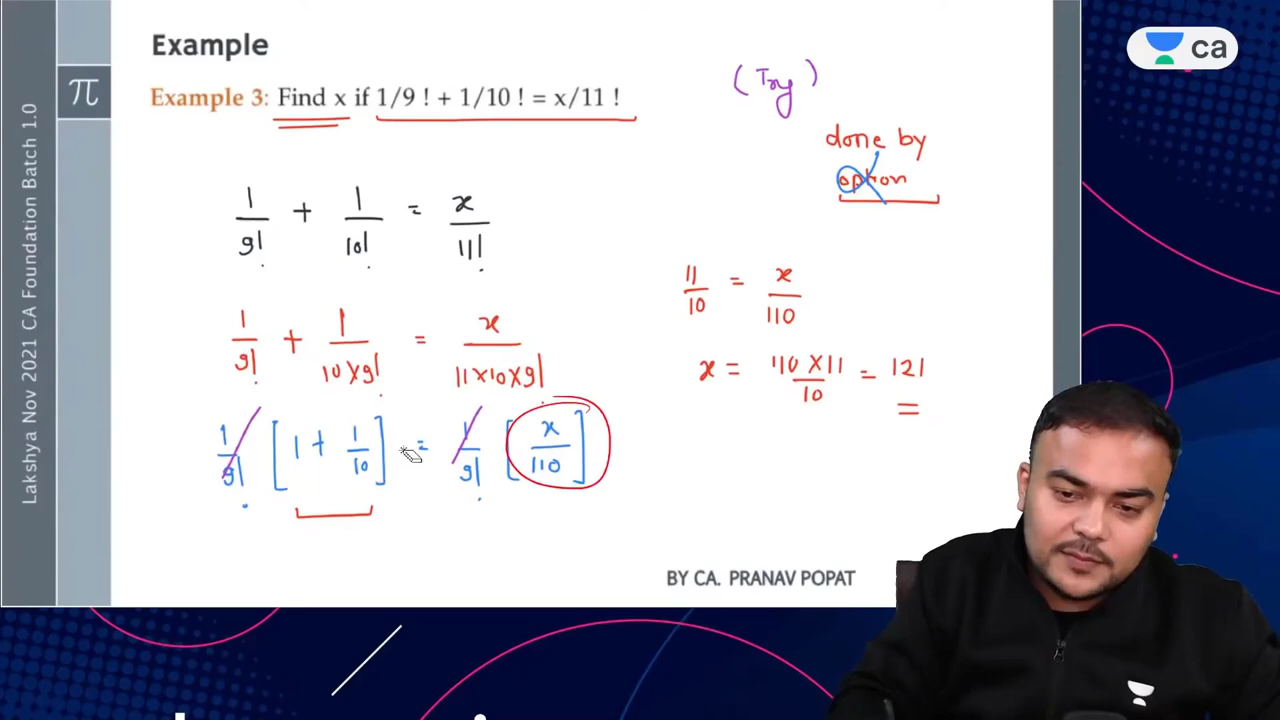 Example
π
Example 3: Find x if 1/9 ! + 1/10 ! = x/11 !
(Try)
done by
option
ca
Lakshya Nov 2021 CA Foundation Batch 1.0
1/9! + 1/10! = x/11!
1/9! + 1/10×9! = x/11×10×9!
1/9! [1 + 1/10] = 1/9! [x/110]
11/10 = x/110
x = 110×11/10 = 121
BY CA. PRANAV POPAT